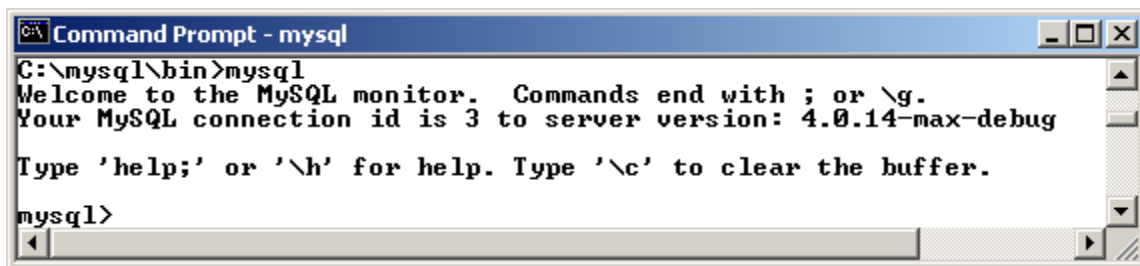 Command Prompt - mysql
C:\mysql\bin>mysql
Welcome to the MySQL monitor.  Commands end with ; or \g.
Your MySQL connection id is 3 to server version: 4.0.14-max-debug
Type 'help;' or '\h' for help. Type '\c' to clear the buffer.
mysql>